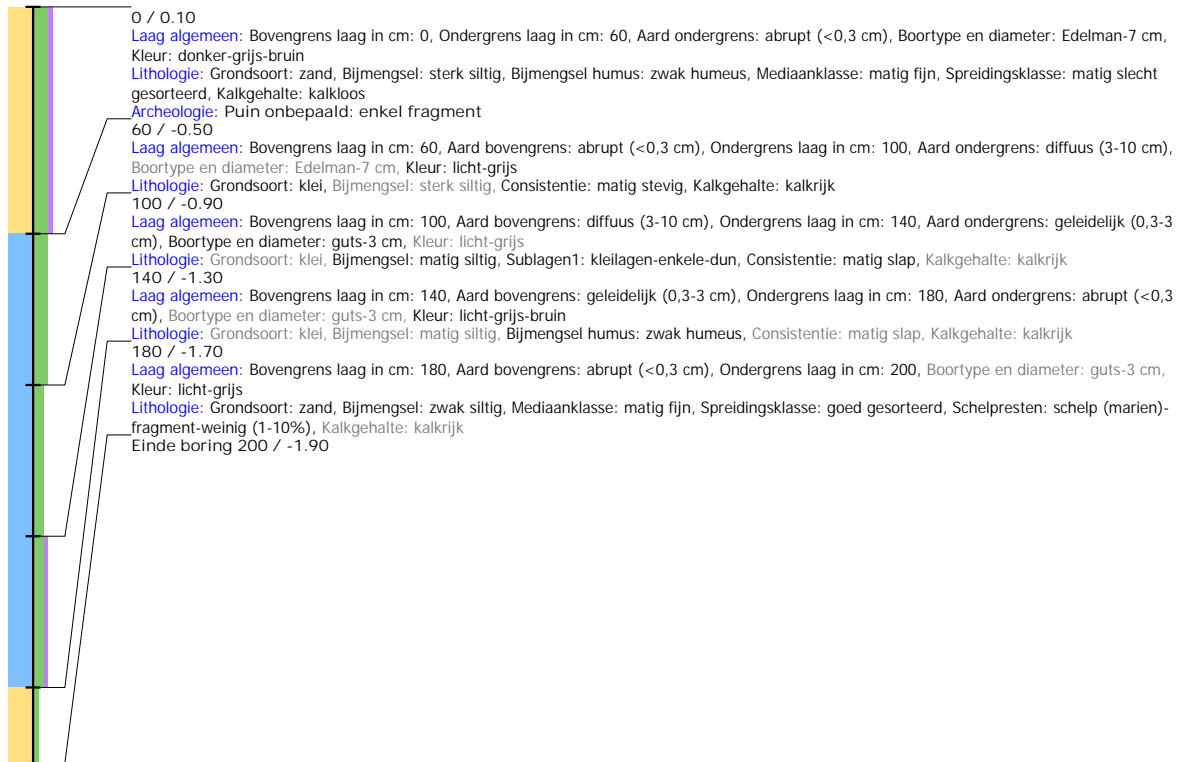 0 / 0.10
Laag algemeen: Bovengrens laag in cm: 0, Ondergrens laag in cm: 60, Aard ondergrens: abrupt (<0,3 cm), Boortype en diameter: Edelman-7 cm,
Kleur: donker-grijs-bruin
Lithologie: Grondsoort: zand, Bijmengsel: sterk siltig, Bijmengsel humus: zwak humeus, Mediaanklasse: matig fijn, Spreidingsklasse: matig slecht
gesorteerd, Kalkgehalte: kalkloos
Archeologie: Puin onbepaald: enkel fragment
60 / -0.50
Laag algemeen: Bovengrens laag in cm: 60, Aard bovengrens: abrupt (<0,3 cm), Ondergrens laag in cm: 100, Aard ondergrens: diffuus (3-10 cm),
Boortype en diameter: Edelman-7 cm, Kleur: licht-grijs
Lithologie: Grondsoort: klei, Bijmengsel: sterk siltig, Consistentie: matig stevig, Kalkgehalte: kalkrijk
100 / -0.90
Laag algemeen: Bovengrens laag in cm: 100, Aard bovengrens: diffuus (3-10 cm), Ondergrens laag in cm: 140, Aard ondergrens: geleidelijk (0,3-3
cm), Boortype en diameter: guts-3 cm, Kleur: licht-grijs
Lithologie: Grondsoort: klei, Bijmengsel: matig siltig, Sublagen1: kleilagen-enkele-dun, Consistentie: matig slap, Kalkgehalte: kalkrijk
140 / -1.30
Laag algemeen: Bovengrens laag in cm: 140, Aard bovengrens: geleidelijk (0,3-3 cm), Ondergrens laag in cm: 180, Aard ondergrens: abrupt (<0,3
cm), Boortype en diameter: guts-3 cm, Kleur: licht-grijs-bruin
Lithologie: Grondsoort: klei, Bijmengsel: matig siltig, Bijmengsel humus: zwak humeus, Consistentie: matig slap, Kalkgehalte: kalkrijk
180 / -1.70
Laag algemeen: Bovengrens laag in cm: 180, Aard bovengrens: abrupt (<0,3 cm), Ondergrens laag in cm: 200, Boortype en diameter: guts-3 cm,
Kleur: licht-grijs
Lithologie: Grondsoort: zand, Bijmengsel: zwak siltig, Mediaanklasse: matig fijn, Spreidingsklasse: goed gesorteerd, Schelpresten: schelp (marien)-
fragment-weinig (1-10%), Kalkgehalte: kalkrijk
Einde boring 200 / -1.90